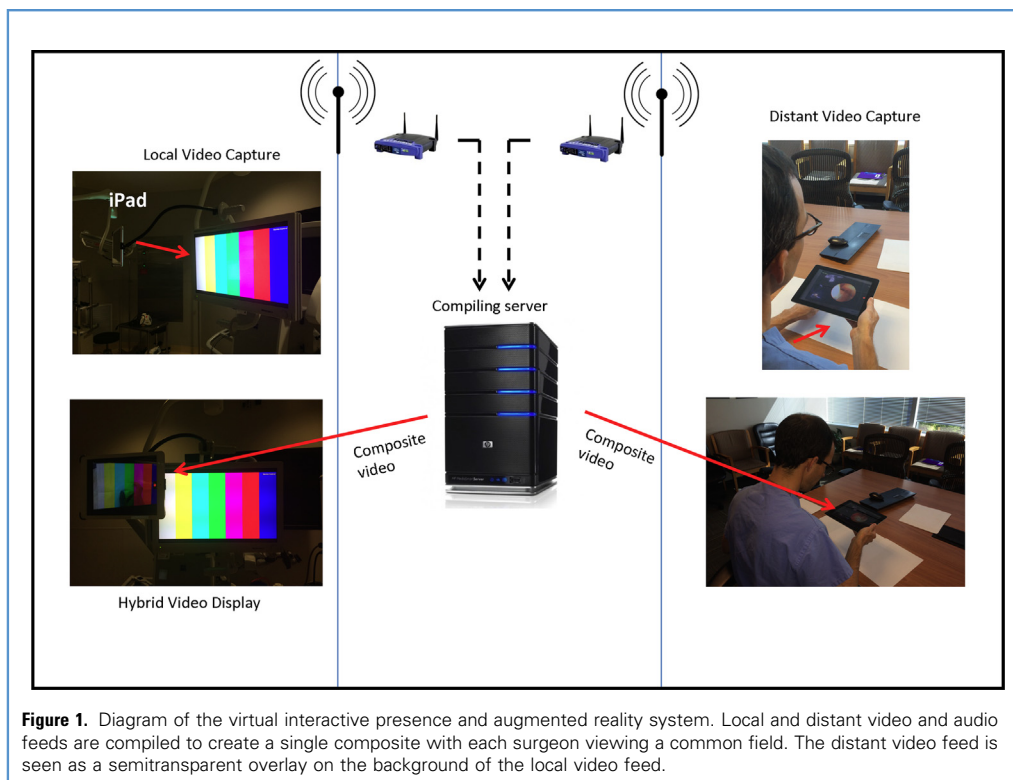 Local Video Capture
iPad
Distant Video Capture
Compiling server
Composite
video
Composite
video
hp
Hybrid Video Display
Figure 1. Diagram of the virtual interactive presence and augmented reality system. Local and distant video and audio
feeds are compiled to create a single composite with each surgeon viewing a common field. The distant video feed is
seen as a semitransparent overlay on the background of the local video feed.